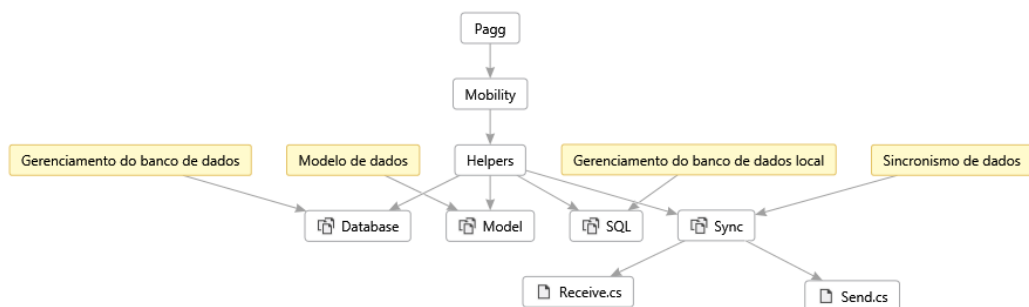 Pagg
Mobility
Gerenciamento do banco de dados
Modelo de dados
Helpers
Gerenciamento do banco de dados local
Sincronismo de dados
Database
Model
SQL
Sync
Receive.cs
Send.cs